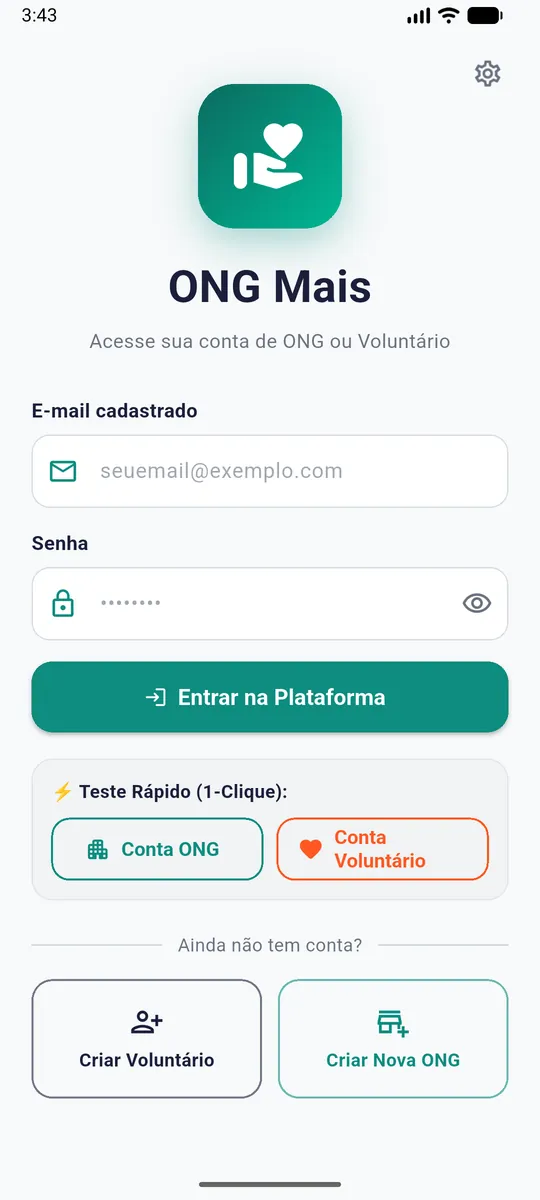 3:43
ONG Mais
Acesse sua conta de ONG ou Voluntário
E-mail cadastrado
seuemail@exemplo.com
Senha
••••••••
Entrar na Plataforma
⚡ Teste Rápido (1-Clique):
Conta ONG
Conta
Voluntário
Ainda não tem conta?
Criar Voluntário
Criar Nova ONG